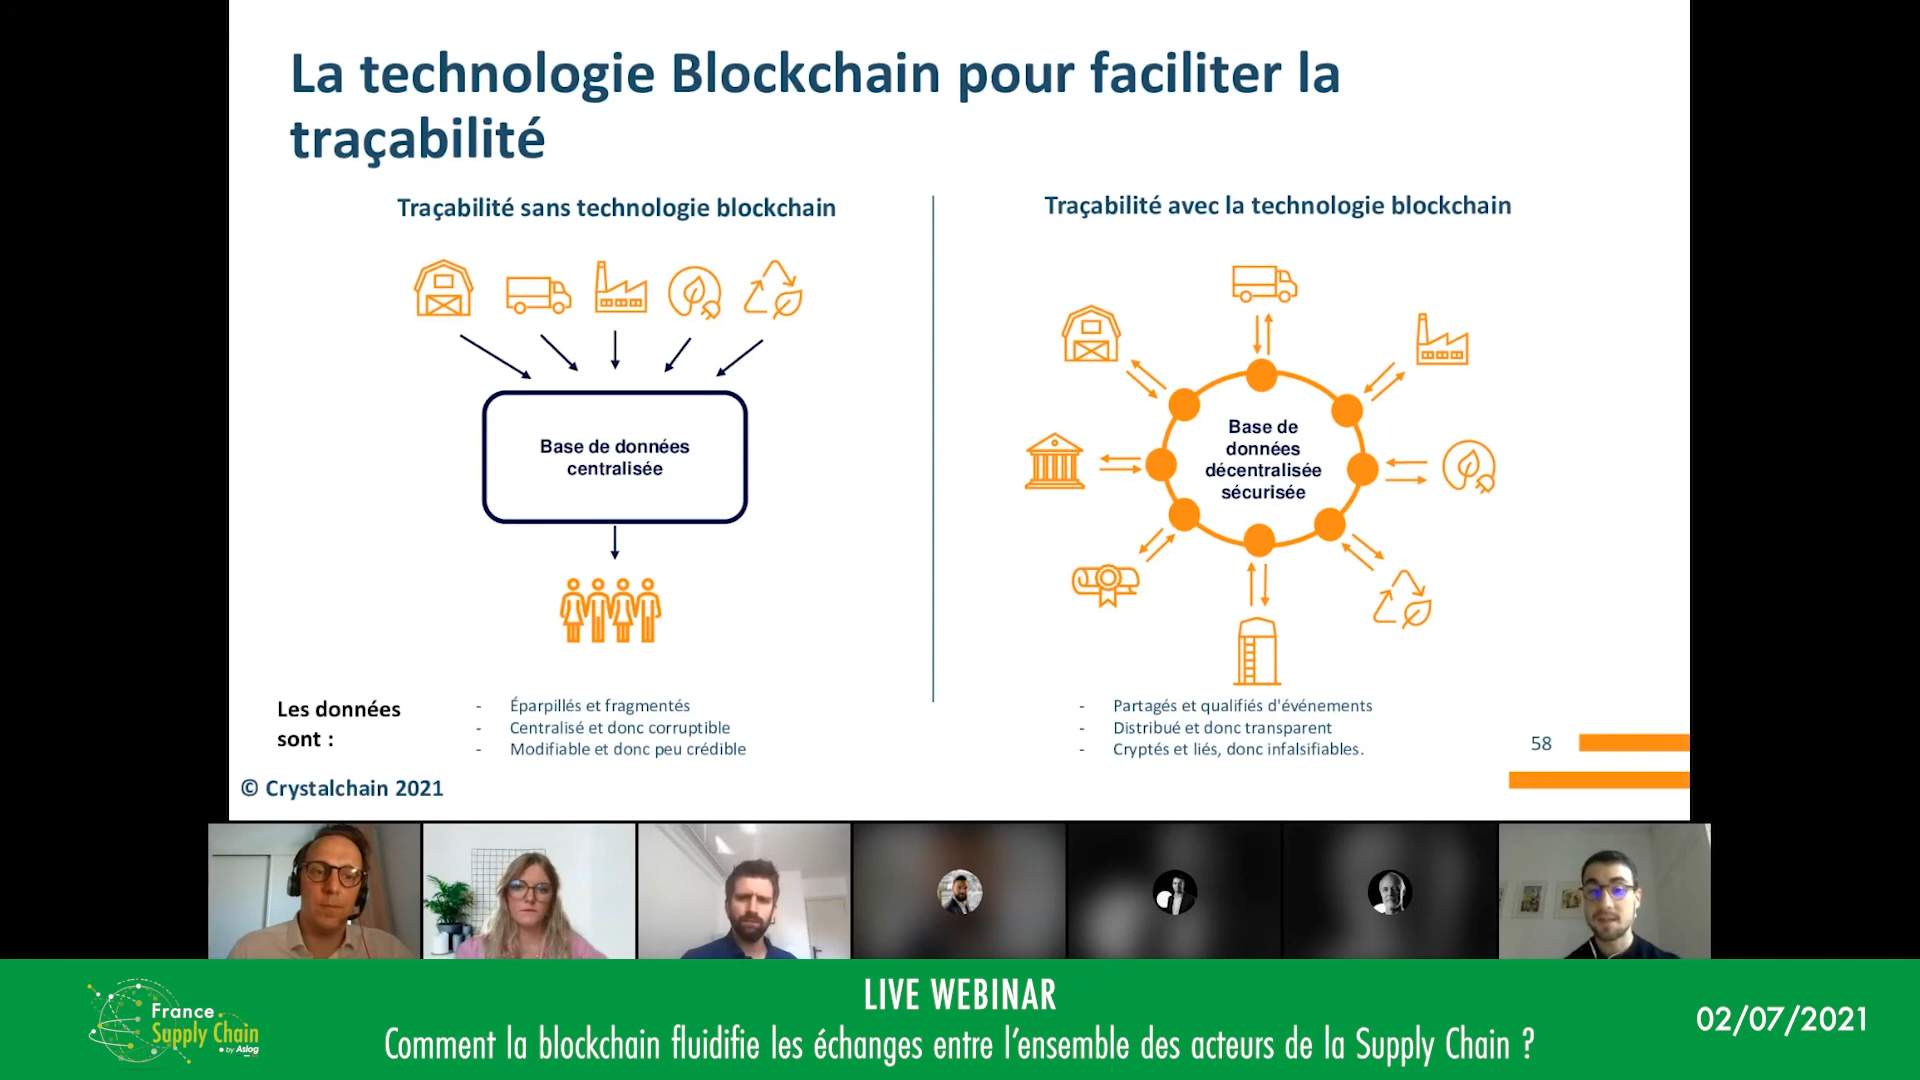 La technologie Blockchain pour faciliter la
traçabilité
Traçabilité sans technologie blockchain
Traçabilité avec la technologie blockchain
Base de données
centralisée
Base de
données
décentralisée
sécurisée
Les données
sont :
- Éparpillés et fragmentés
- Centralisé et donc corruptible
- Modifiable et donc peu crédible
- Partagés et qualifiés d'événements
- Distribué et donc transparent
- Cryptés et liés, donc infalsifiables.
58
© Crystalchain 2021
France
Supply Chain
by Aslog
LIVE WEBINAR
Comment la blockchain fluidifie les échanges entre l'ensemble des acteurs de la Supply Chain ?
02/07/2021